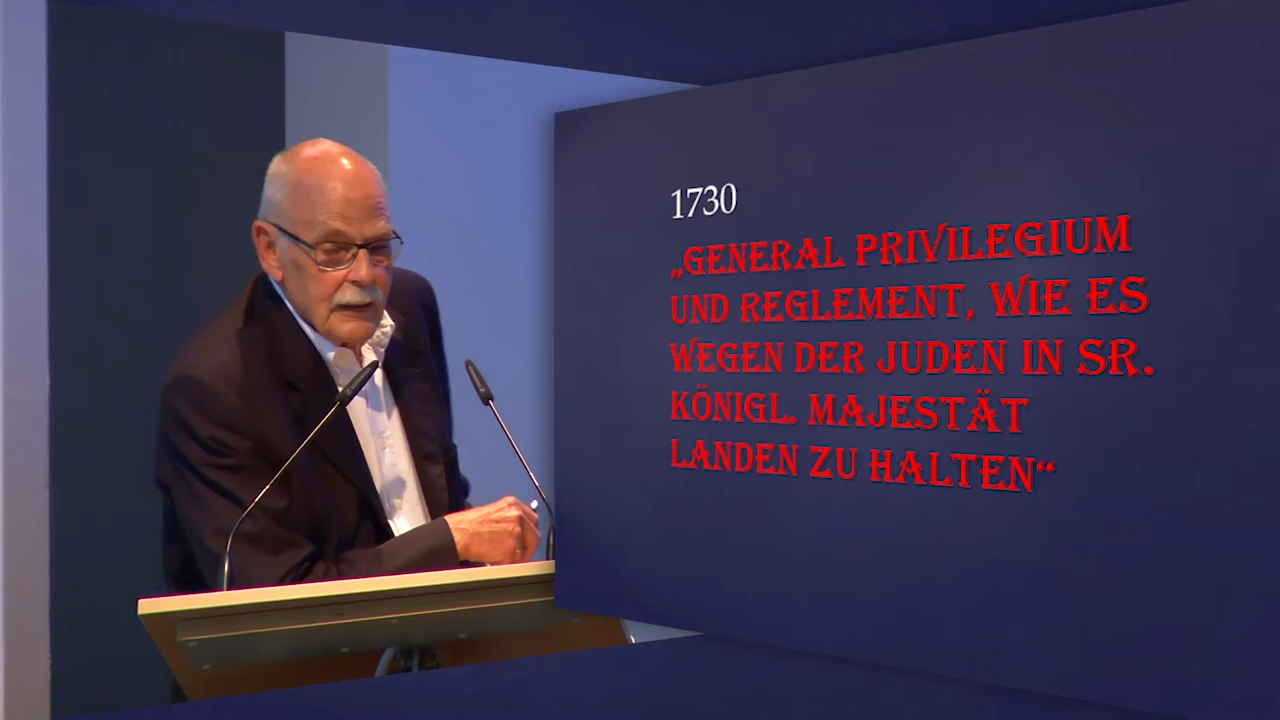 1730
„GENERAL PRIVILEGIUM
UND REGLEMENT, WIE ES
WEGEN DER JUDEN IN SR.
KÖNIGL. MAJESTÄT
LANDEN ZU HALTEN“